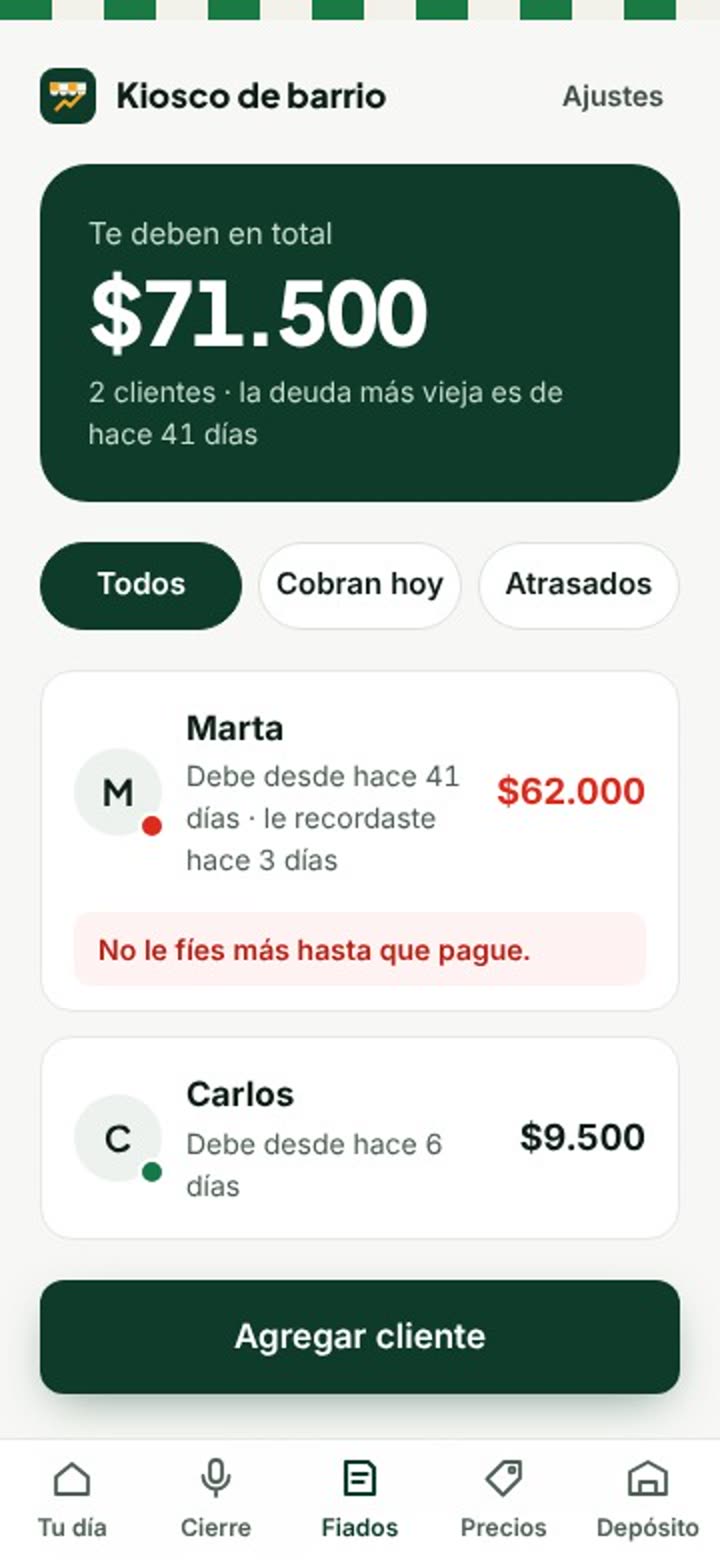 Kiosco de barrio
Ajustes
Te deben en total
$71.500
2 clientes · la deuda más vieja es de
hace 41 días
Todos
Cobran hoy
Atrasados
Marta
M
Debe desde hace 41
días · le recordaste
hace 3 días
$62.000
No le fíes más hasta que pague.
Carlos
C
Debe desde hace 6
días
$9.500
Agregar cliente
Tu día
Cierre
Fiados
Precios
Depósito